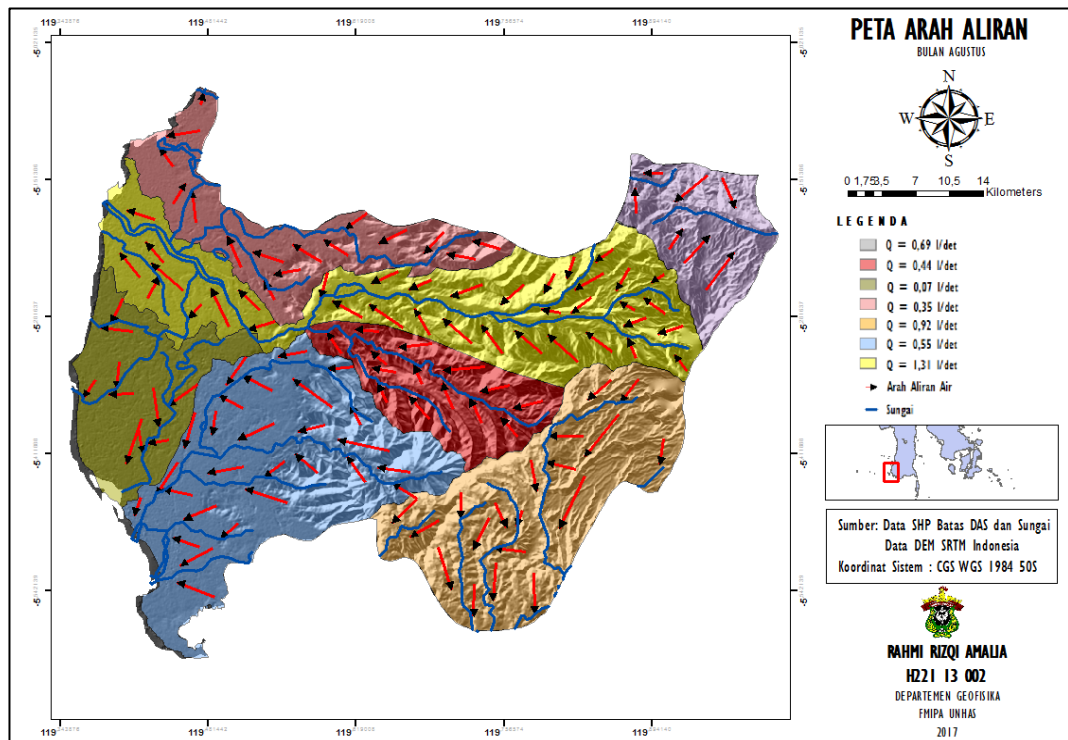 PETA ARAH ALIRAN
BULAN AGUSTUS
N
W E
S
0 1,75 3,5 7 10,5 14
Kilometers
LEGENDA
Q = 0,69 l/det
Q = 0,44 l/det
Q = 0,07 l/det
Q = 0,35 l/det
Q = 0,92 l/det
Q = 0,55 l/det
Q = 1,31 l/det
Arah Aliran Air
Sungai
Sumber: Data SHP Batas DAS dan Sungai
Data DEM SRTM Indonesia
Koordinat Sistem : CGS WGS 1984 50S
RAHMI RIZQI AMALIA
H221 13 002
DEPARTEMEN GEOFISIKA
FMIPA UNHAS
2017